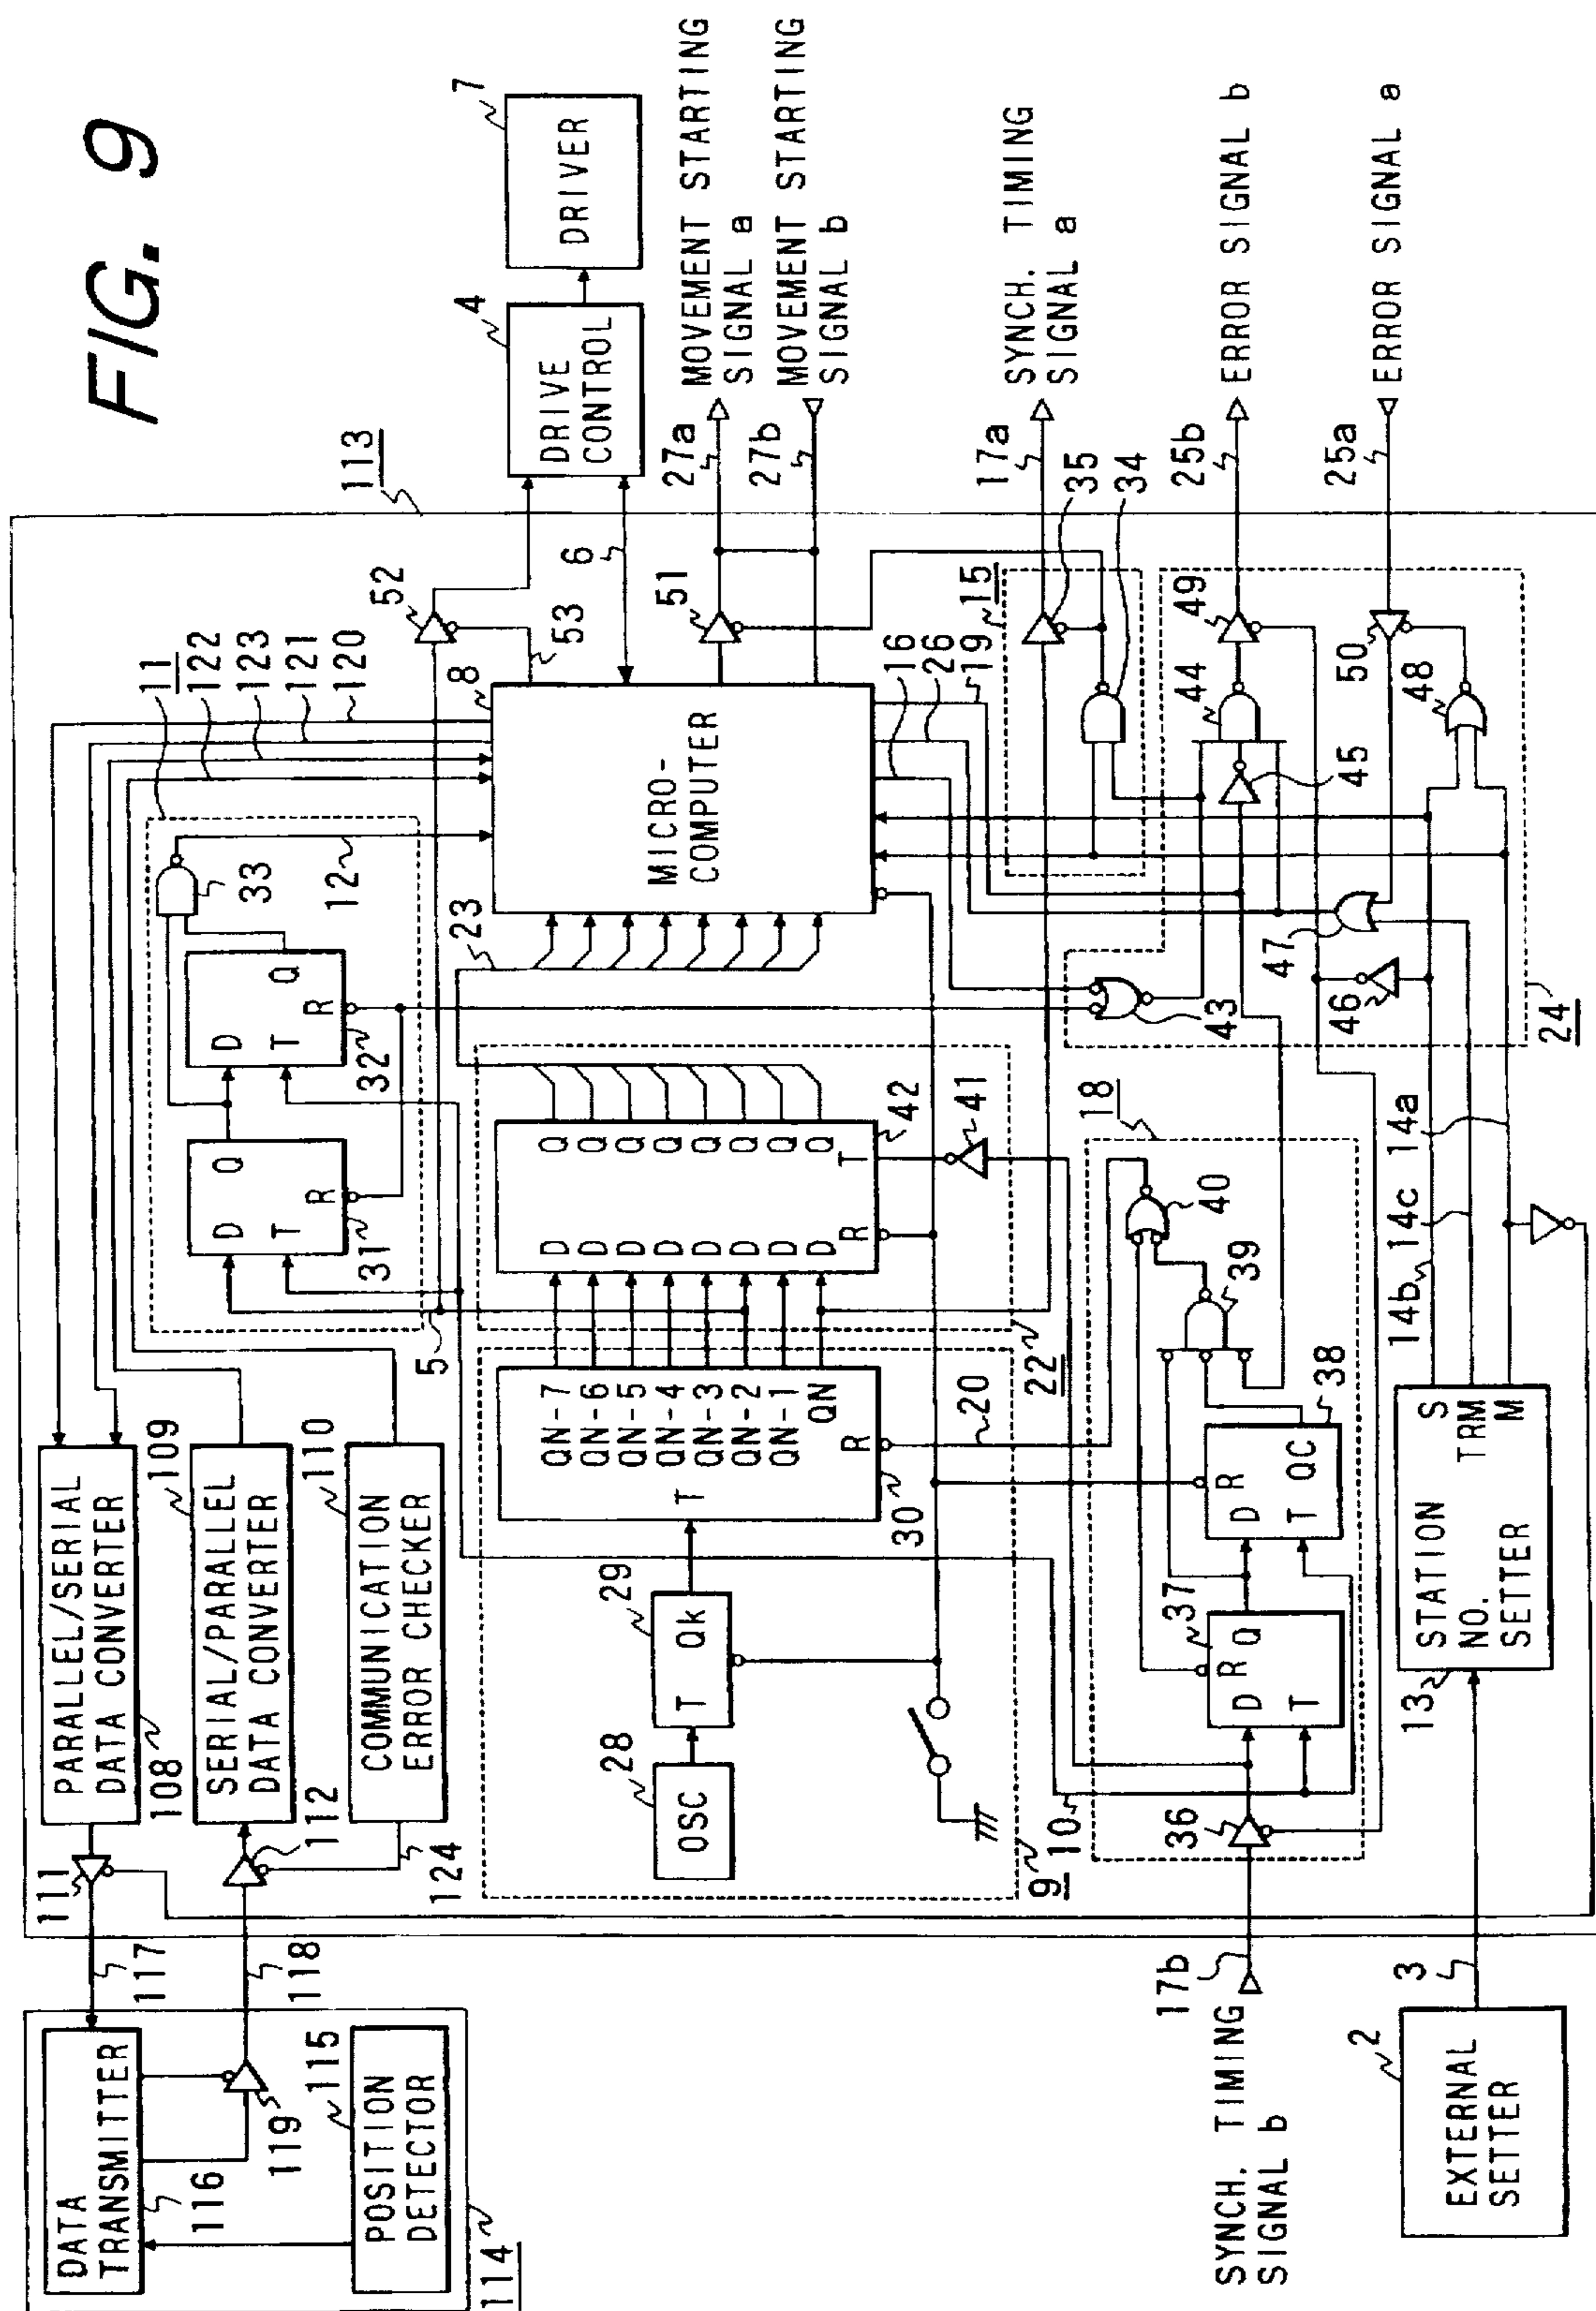 FIG. 9
113
DATA
TRANSMITTER
116
119
POSITION
DETECTOR
115
114
117
118
111
112
124
PARALLEL/SERIAL
DATA CONVERTER
108
SERIAL/PARALLEL
DATA CONVERTER
109
COMMUNICATION
ERROR CHECKER
110
11
122
123
121
120
D Q
T
R
31
D
T Q
R
32
33
12
5
52
53
6
DRIVE
CONTROL
4
DRIVER
7
OSC
28
T Qk
29
9
10
T
QN-7
QN-6
QN-5
QN-4
QN-3
QN-2
QN-1
QN
R
30
20
22
D Q
D Q
D Q
D Q
D Q
D Q
D Q
D Q
R T
42
41
23
MICRO-
COMPUTER
8
51
27a
MOVEMENT STARTING
SIGNAL a
27b
MOVEMENT STARTING
SIGNAL b
16
26
19
15
17a
SYNCH. TIMING
SIGNAL a
35
34
SYNCH. TIMING
SIGNAL b
17b
36
18
D R Q
T
37
D R
T QC
38
39
40
43
44
45
46
47
48
49
50
24
25b
ERROR SIGNAL b
25a
ERROR SIGNAL a
EXTERNAL
SETTER
2
3
13
STATION
NO.
SETTER
S
TRM
M
14b
14c
14a